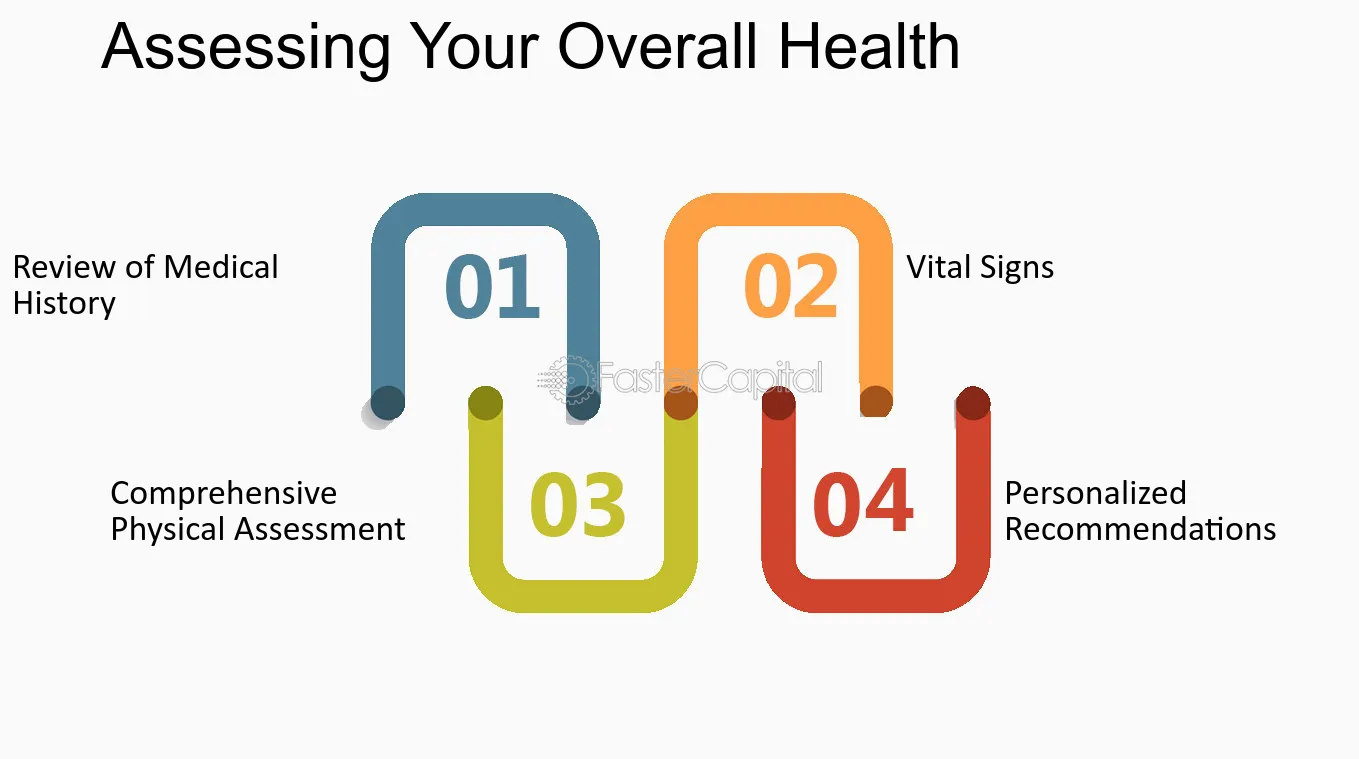 Assessing Your Overall Health
Review of Medical
History
01
02
Vital Signs
FasterCapital
Comprehensive
Physical Assessment
03
04
Personalized
Recommendations